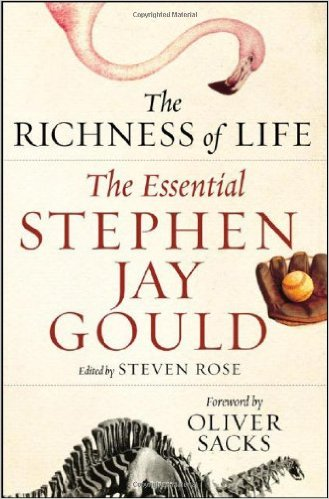 The
RICHNESS of LIFE
The Essential
STEPHEN
JAY
GOULD
Edited by STEVEN ROSE
Foreword by
OLIVER
SACKS